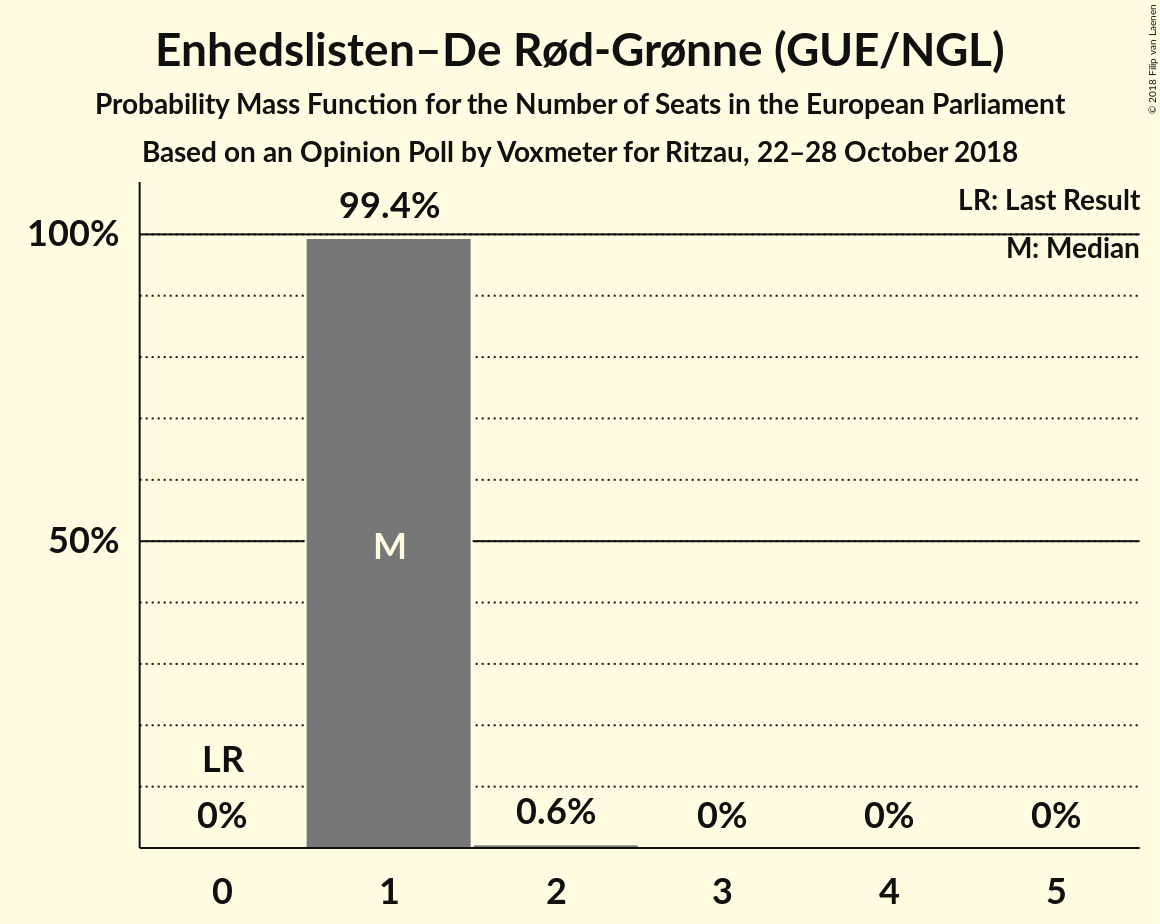 Enhedslisten–De Rød-Grønne (GUE/NGL)
Probability Mass Function for the Number of Seats in the European Parliament
Based on an Opinion Poll by Voxmeter for Ritzau, 22–28 October 2018
© 2018 Filip van Laenen
LR: Last Result
M: Median
99.4%
100%
50%
M
LR
0%
0.6%
0%
0%
0%
0
1
2
3
4
5